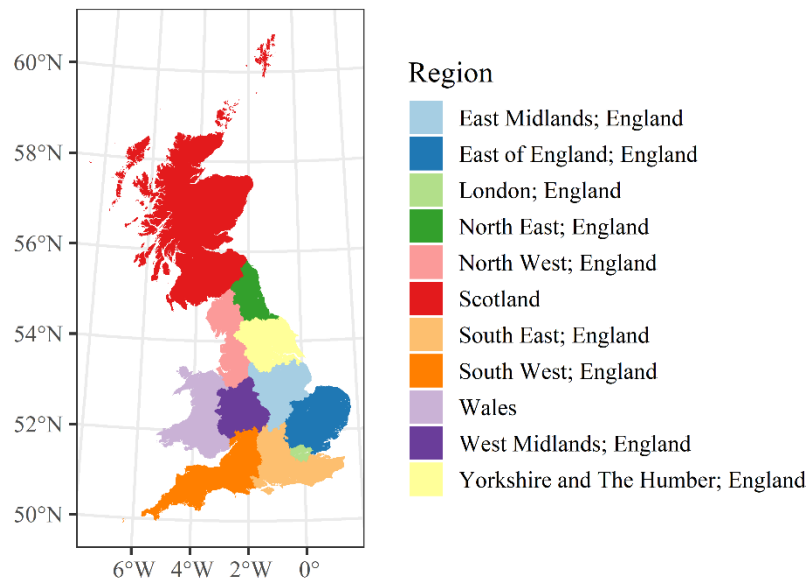 60°N
58°N
56°N
54°N
52°N
50°N
6°W 4°W 2°W 0°
Region
East Midlands; England
East of England; England
London; England
North East; England
North West; England
Scotland
South East; England
South West; England
Wales
West Midlands; England
Yorkshire and The Humber; England